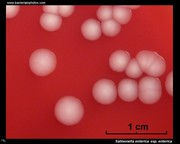 www.bacteriainphotos.com
1 cm
Salmonella enterica ssp. enterica